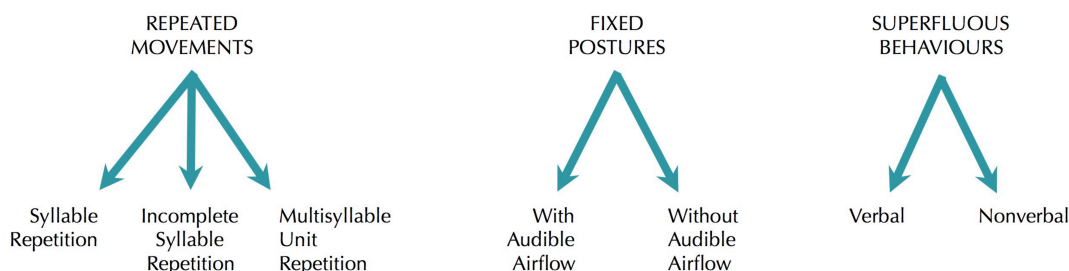 REPEATED
MOVEMENTS
FIXED
POSTURES
SUPERFLUOUS
BEHAVIOURS
Syllable
Repetition
Incomplete
Syllable
Repetition
Multisyllable
Unit
Repetition
With
Audible
Airflow
Without
Audible
Airflow
Verbal
Nonverbal